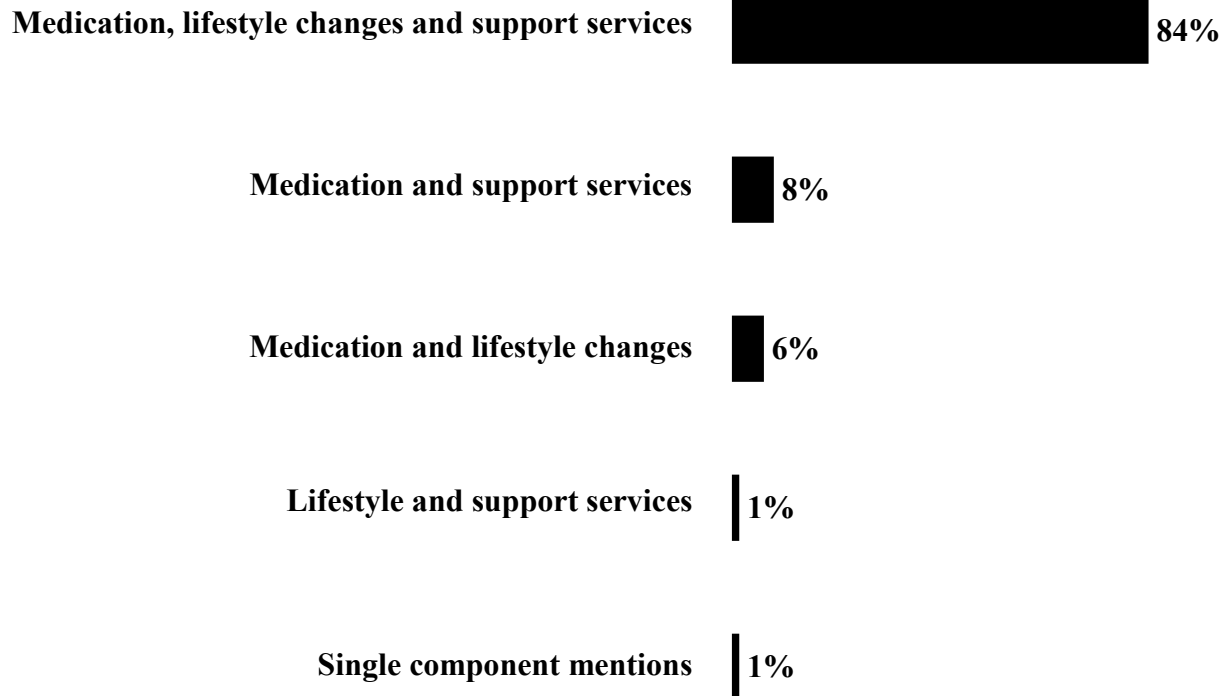 Medication, lifestyle changes and support services 84%
Medication and support services 8%
Medication and lifestyle changes 6%
Lifestyle and support services 1%
Single component mentions 1%